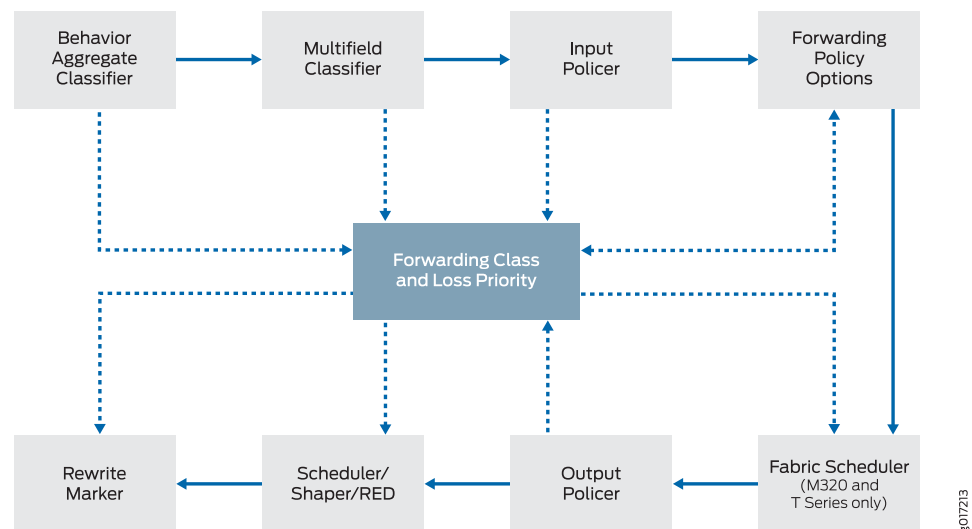 Behavior
Aggregate
Classifier
Multifield
Classifier
Input
Policer
Forwarding
Policy
Options
Forwarding Class
and Loss Priority
Rewrite
Marker
Scheduler/
Shaper/RED
Output
Policer
Fabric Scheduler
(M320 and
T Series only)
g017213